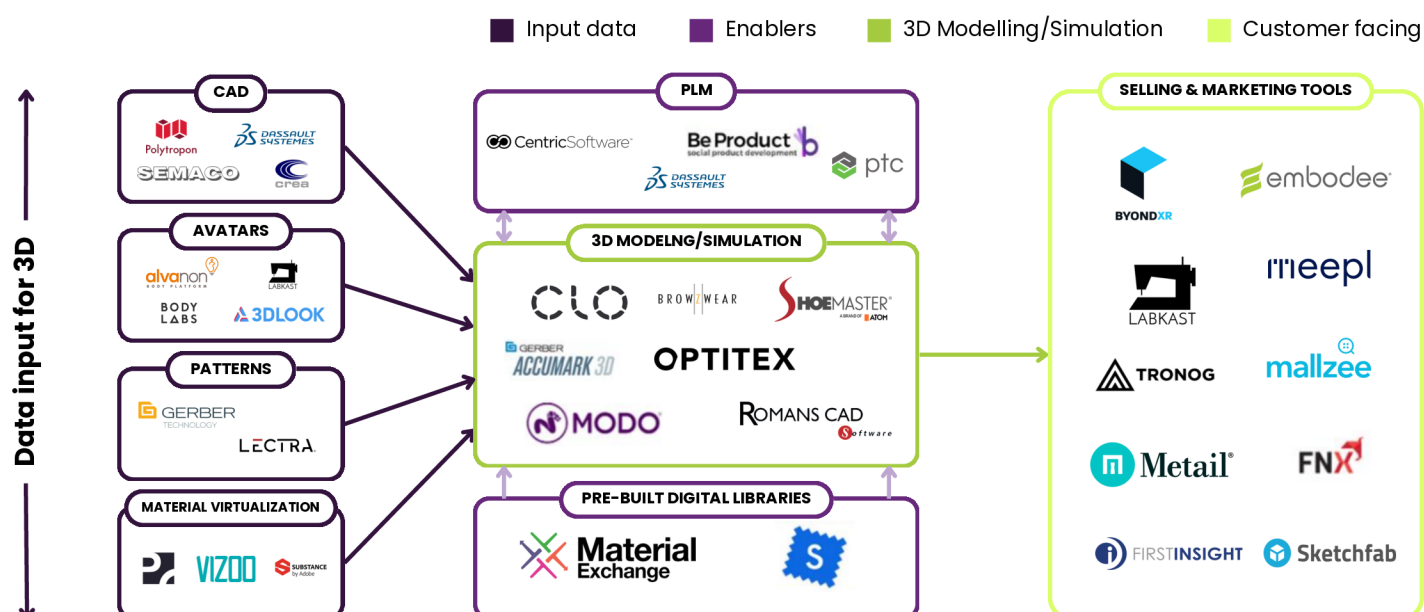 Input data
Enablers
3D Modelling/Simulation
Customer facing
Data input for 3D
CAD
Polytropon
DASSAULT
SYSTEMES
SEMACO
crea
AVATARS
alvanon
BODY PLATFORM
LABKAST
BODY
LABS
3DLOOK
PATTERNS
GERBER
TECHNOLOGY
LECTRA
MATERIAL VIRTUALIZATION
VIZOO
SUBSTANCE
by Adobe
PLM
CentricSoftware
BeProduct
social product development
DASSAULT
SYSTEMES
ptc
3D MODELNG/SIMULATION
CLO
BROWZWEAR
SHOEMASTER
A BRAND OF ATOM
GERBER
ACCUMARK 3D
OPTITEX
MODO
ROMANS CAD
Software
PRE-BUILT DIGITAL LIBRARIES
Material
Exchange
S
SELLING & MARKETING TOOLS
BYONDXR
embodee
meepl
LABKAST
TRONOG
mallzee
Metail
FNX
FIRSTINSIGHT
Sketchfab